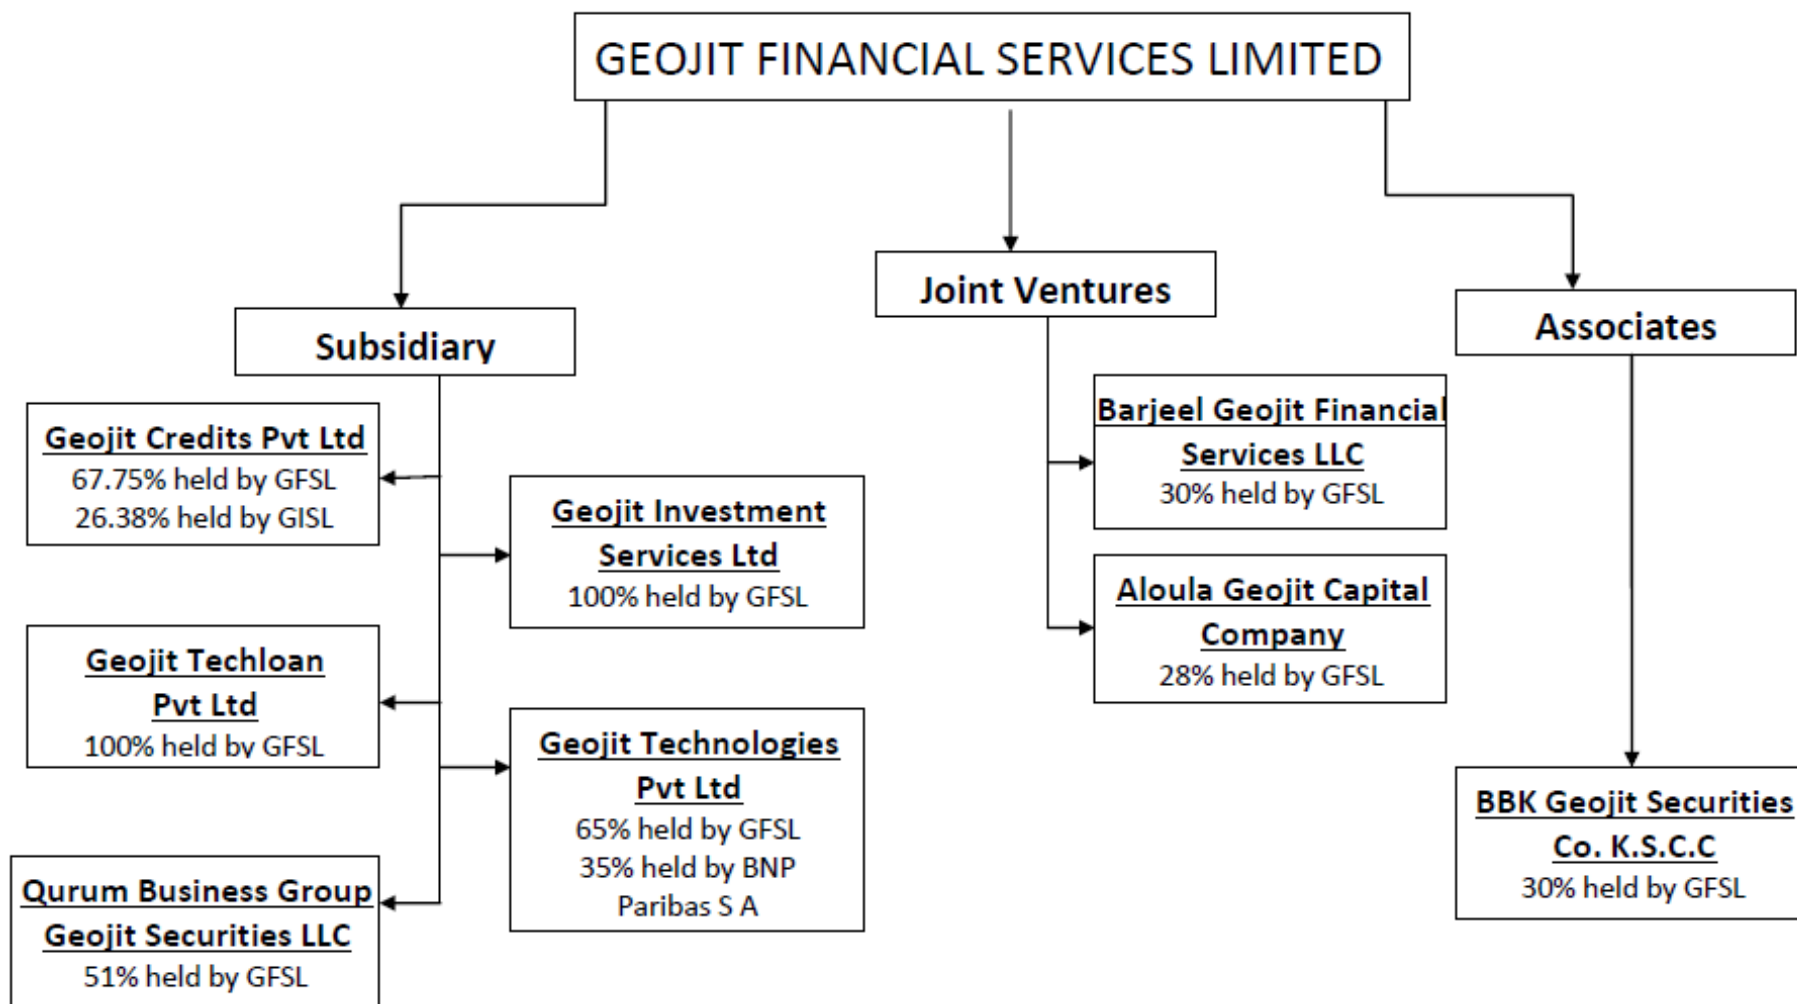 GEOJIT FINANCIAL SERVICES LIMITED
Subsidiary
Geojit Credits Pvt Ltd
67.75% held by GFSL
26.38% held by GISL
Geojit Investment
Services Ltd
100% held by GFSL
Geojit Techloan
Pvt Ltd
100% held by GFSL
Geojit Technologies
Pvt Ltd
65% held by GFSL
35% held by BNP
Paribas S A
Qurum Business Group
Geojit Securities LLC
51% held by GFSL
Joint Ventures
Barjeel Geojit Financial
Services LLC
30% held by GFSL
Aloula Geojit Capital
Company
28% held by GFSL
Associates
BBK Geojit Securities
Co. K.S.C.C
30% held by GFSL